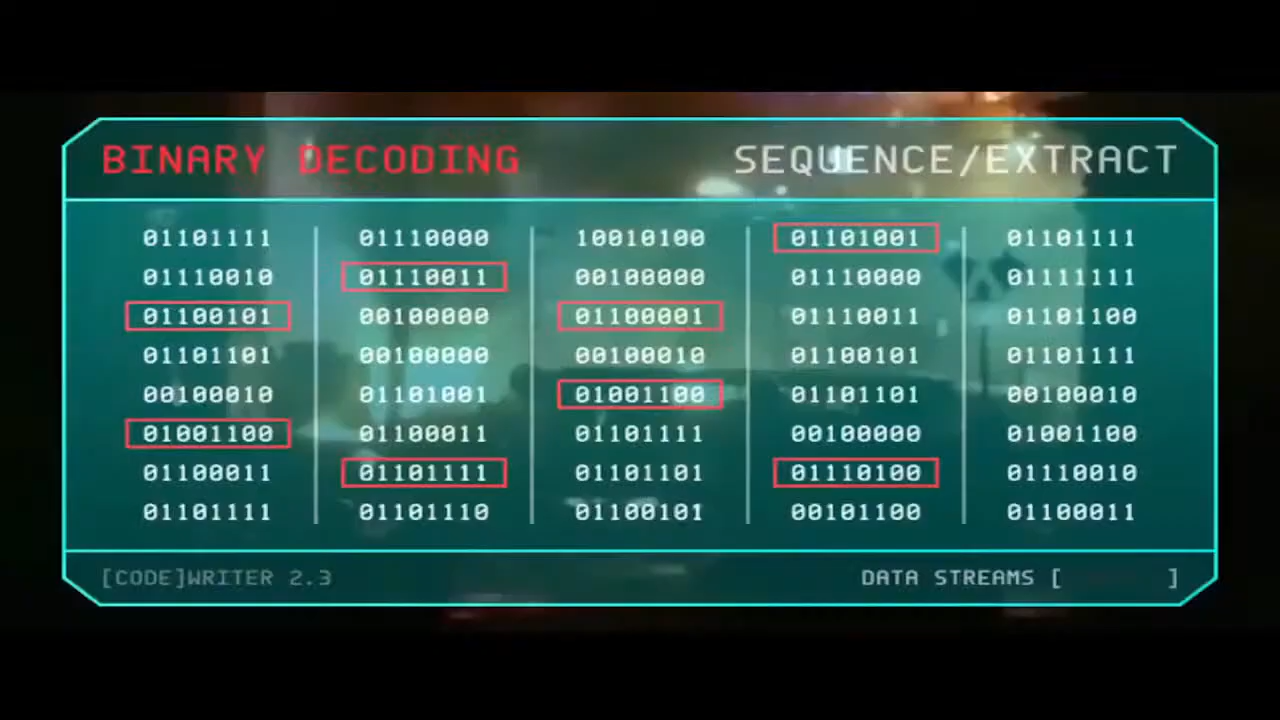 BINARY DECODING SEQUENCE/EXTRACT
01101111 01110000 10010100 01101001 01101111
01110010 01110011 00100000 01110000 01111111
01100101 00100000 01100001 01110011 01101100
01101101 00100000 00100010 01100101 01101111
00100010 01101001 01001100 01101101 00100010
01001100 01100011 01101111 00100000 01001100
01100011 01101111 01101101 01110100 01110010
01101111 01101110 01100101 00101100 01100011
[CODE]WRITER 2.3 DATA STREAMS [ ]